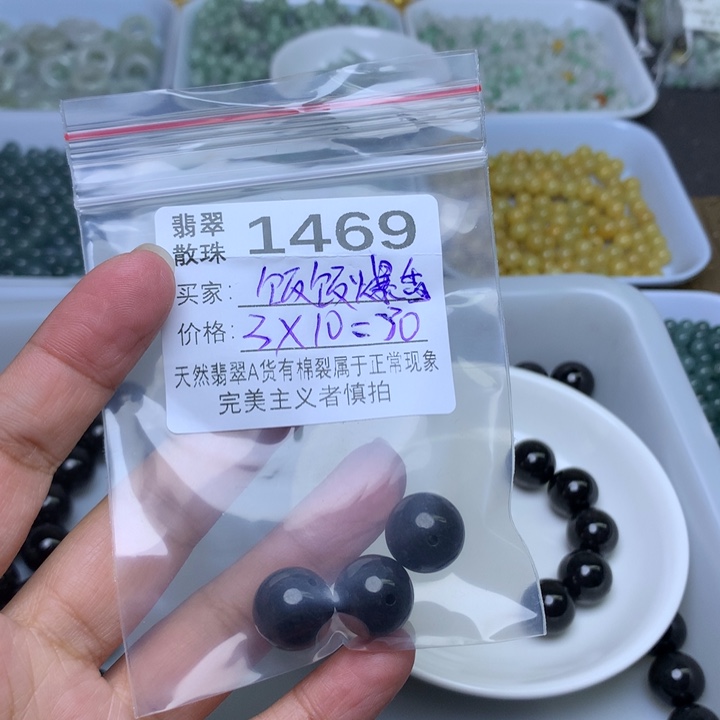 翡翠 1469
散珠
买家：饭饭爆香
价格：3X10=30
天然翡翠A货有棉裂属于正常现象
完美主义者慎拍